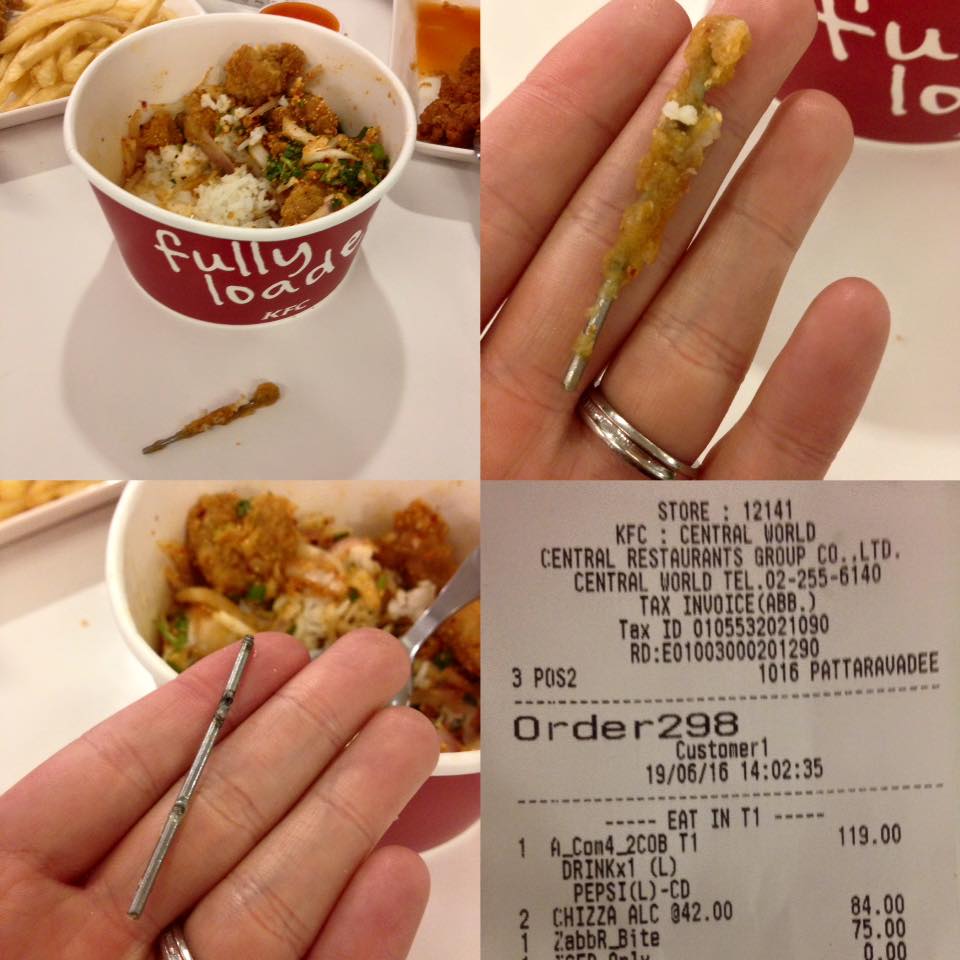 fully
loade
KFC
fu
lo
STORE : 12141
KFC : CENTRAL WORLD
CENTRAL RESTAURANTS GROUP CO.,LTD.
CENTRAL WORLD TEL.02-255-6140
TAX INVOICE(ABB.)
Tax ID 0105532021090
RD:E01003000201290
3 POS2 1016 PATTARAVADEE
Order298
Customer1
19/06/16 14:02:35
----- EAT IN T1 -----
1 A_Com4_2COB T1 119.00
DRINKx1 (L)
PEPSI(L)-CD
2 CHIZZA ALC @42.00 84.00
1 ZabbR_Bite 75.00
0.00